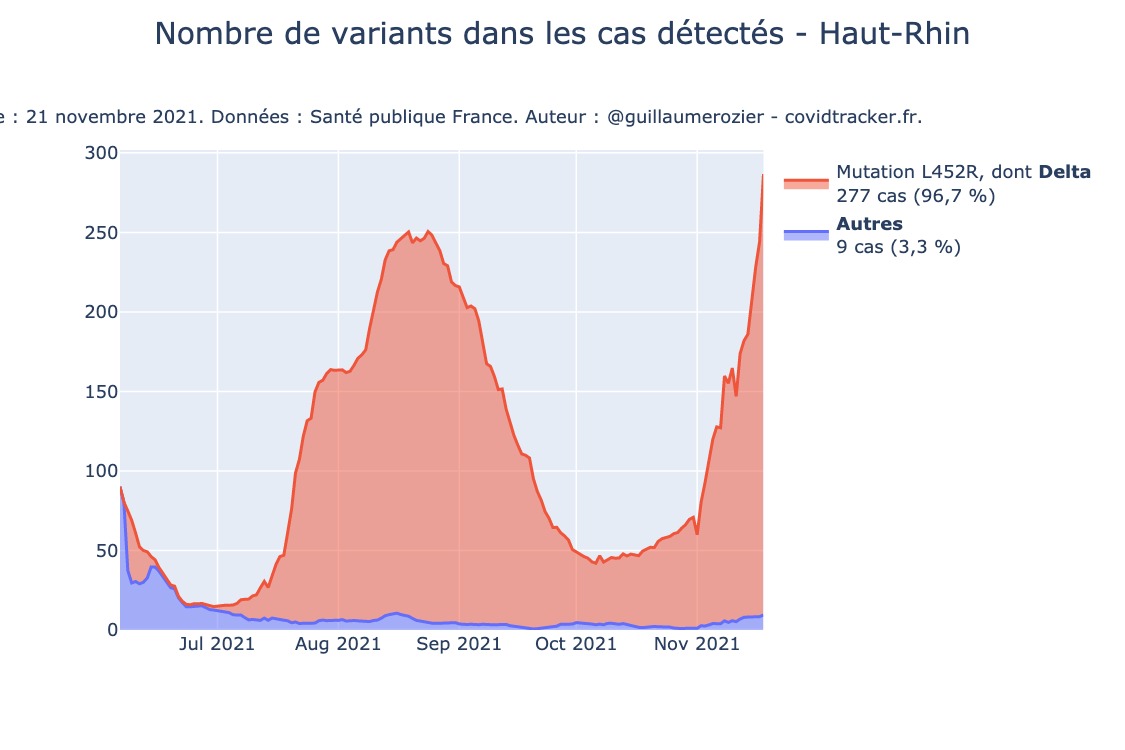 Nombre de variants dans les cas détectés - Haut-Rhin
: 21 novembre 2021. Données : Santé publique France. Auteur : @guillaumerozier - covidtracker.fr.
300
250
200
150
100
50
0
Jul 2021 Aug 2021 Sep 2021 Oct 2021 Nov 2021
Mutation L452R, dont Delta
277 cas (96,7 %)
Autres
9 cas (3,3 %)